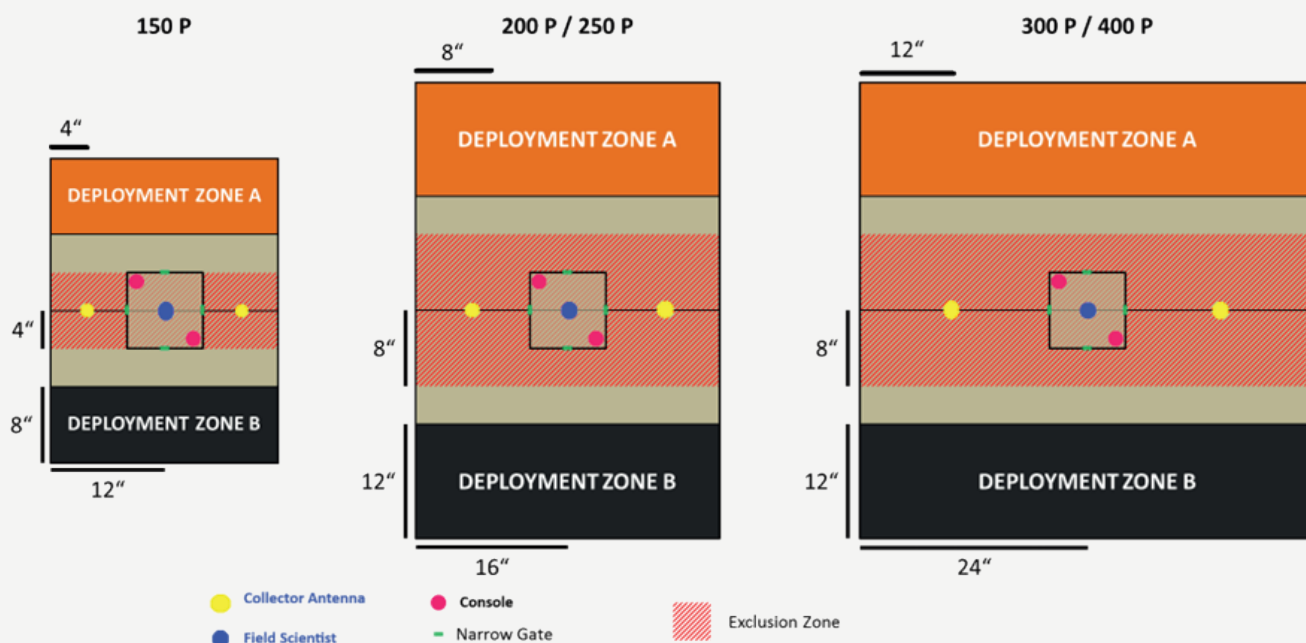 150 P
200 P / 250 P
300 P / 400 P
8“
12“
4“
DEPLOYMENT ZONE A
DEPLOYMENT ZONE A
DEPLOYMENT ZONE A
4“
8“
8“
8“
DEPLOYMENT ZONE B
12“
DEPLOYMENT ZONE B
12“
DEPLOYMENT ZONE B
12“
16“
24“
Collector Antenna
Console
Exclusion Zone
Field Scientist
Narrow Gate